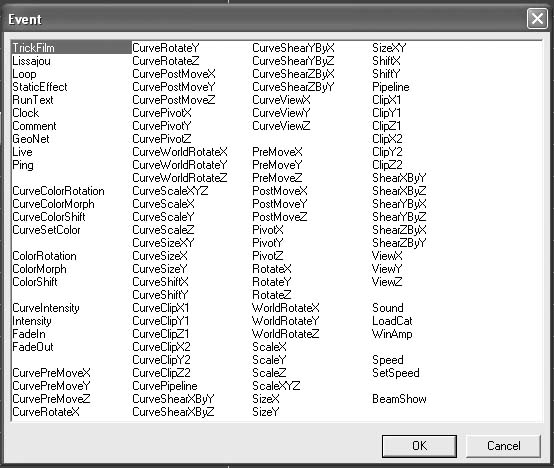 Event
TrickFilm
Lissajou
Loop
StaticEffect
RunText
Clock
Comment
GeoNet
Live
Ping
CurveColorRotation
CurveColorMorph
CurveColorShift
CurveSetColor
ColorRotation
ColorMorph
ColorShift
CurveIntensity
Intensity
FadeIn
FadeOut
CurvePreMoveX
CurvePreMoveY
CurvePreMoveZ
CurveRotateX
CurveRotateY
CurveRotateZ
CurvePostMoveX
CurvePostMoveY
CurvePostMoveZ
CurvePivotX
CurvePivotY
CurvePivotZ
CurveWorldRotateX
CurveWorldRotateY
CurveWorldRotateZ
CurveScaleXYZ
CurveScaleX
CurveScaleY
CurveScaleZ
CurveSizeXY
CurveSizeX
CurveSizeY
CurveShiftX
CurveShiftY
CurveClipX1
CurveClipY1
CurveClipZ1
CurveClipX2
CurveClipY2
CurveClipZ2
CurvePipeline
CurveShearXByY
CurveShearXByZ
CurveShearYByX
CurveShearYByZ
CurveShearZByX
CurveShearZByY
CurveViewX
CurveViewY
CurveViewZ
PreMoveX
PreMoveY
PreMoveZ
PostMoveX
PostMoveY
PostMoveZ
PivotX
PivotY
PivotZ
RotateX
RotateY
RotateZ
WorldRotateX
WorldRotateY
WorldRotateZ
ScaleX
ScaleY
ScaleZ
ScaleXYZ
SizeX
SizeY
SizeXY
ShiftX
ShiftY
Pipeline
ClipX1
ClipY1
ClipZ1
ClipX2
ClipY2
ClipZ2
ShearXByY
ShearXByZ
ShearYByX
ShearYByZ
ShearZByX
ShearZByY
ViewX
ViewY
ViewZ
Sound
LoadCat
WinAmp
Speed
SetSpeed
BeamShow
OK
Cancel